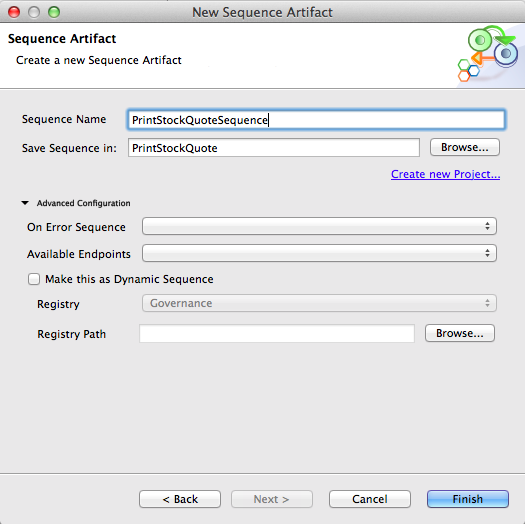 New Sequence Artifact
Sequence Artifact
Create a new Sequence Artifact
Sequence Name PrintStockQuoteSequence
Save Sequence in: PrintStockQuote Browse...
Create new Project...
Advanced Configuration
On Error Sequence
Available Endpoints
Make this as Dynamic Sequence
Registry Governance
Registry Path Browse...
< Back Next > Cancel Finish